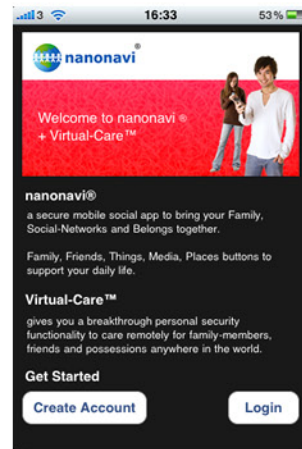 3 16:33 53%
nanonavi®
Welcome to nanonavi ®
+ Virtual-Care™
nanonavi®
a secure mobile social app to bring your Family,
Social-Networks and Belongs together.
Family, Friends, Things, Media, Places buttons to
support your daily life.
Virtual-Care™
gives you a breakthrough personal security
functionality to care remotely for family-members,
friends and possessions anywhere in the world.
Get Started
Create Account Login